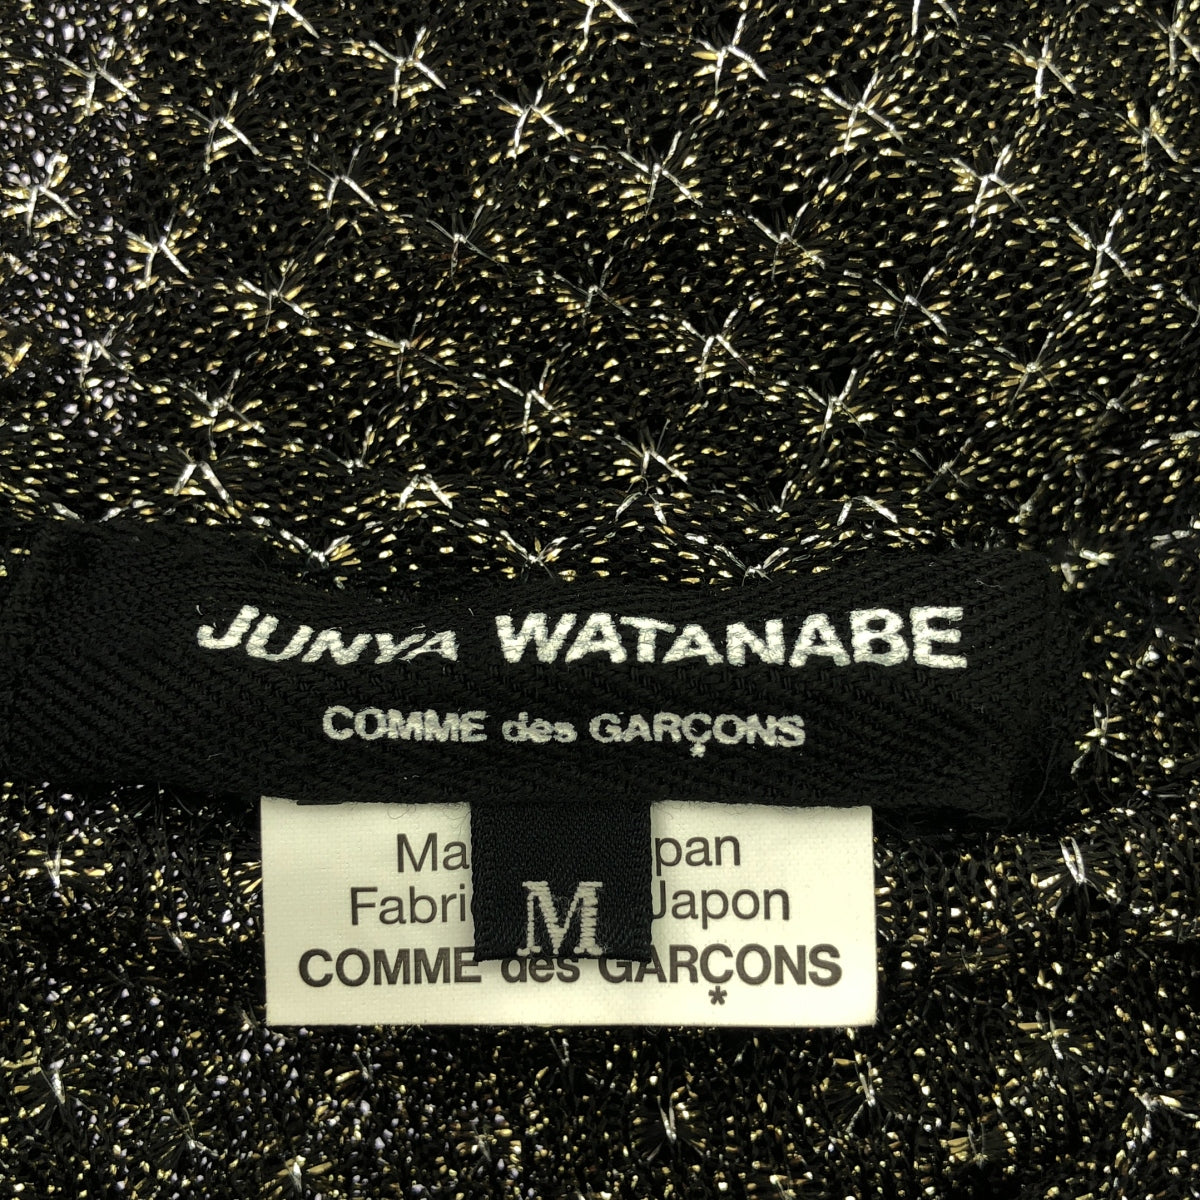 JUNYA WATANABE
COMME des GARÇONS
Ma pan
Fabri Japon
M
COMME des GARÇONS
*